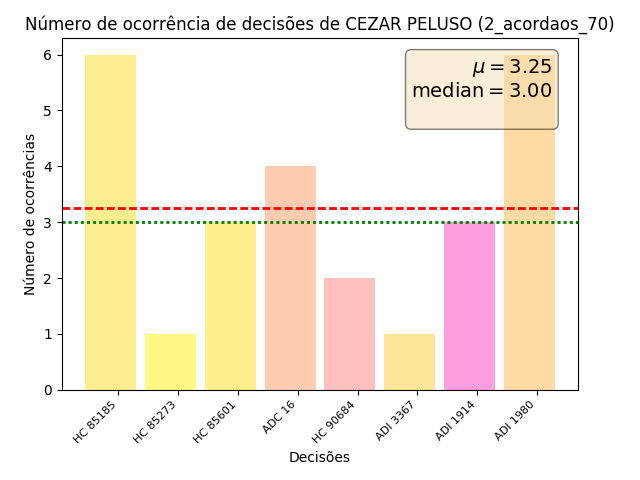 Número de ocorrência de decisões de CEZAR PELUSO (2_acordaos_70)
μ = 3.25
median = 3.00
Número de ocorrências
6
5
4
3
2
1
0
HC 85185
HC 85273
HC 85601
ADC 16
HC 90684
ADI 3367
ADI 1914
ADI 1980
Decisões